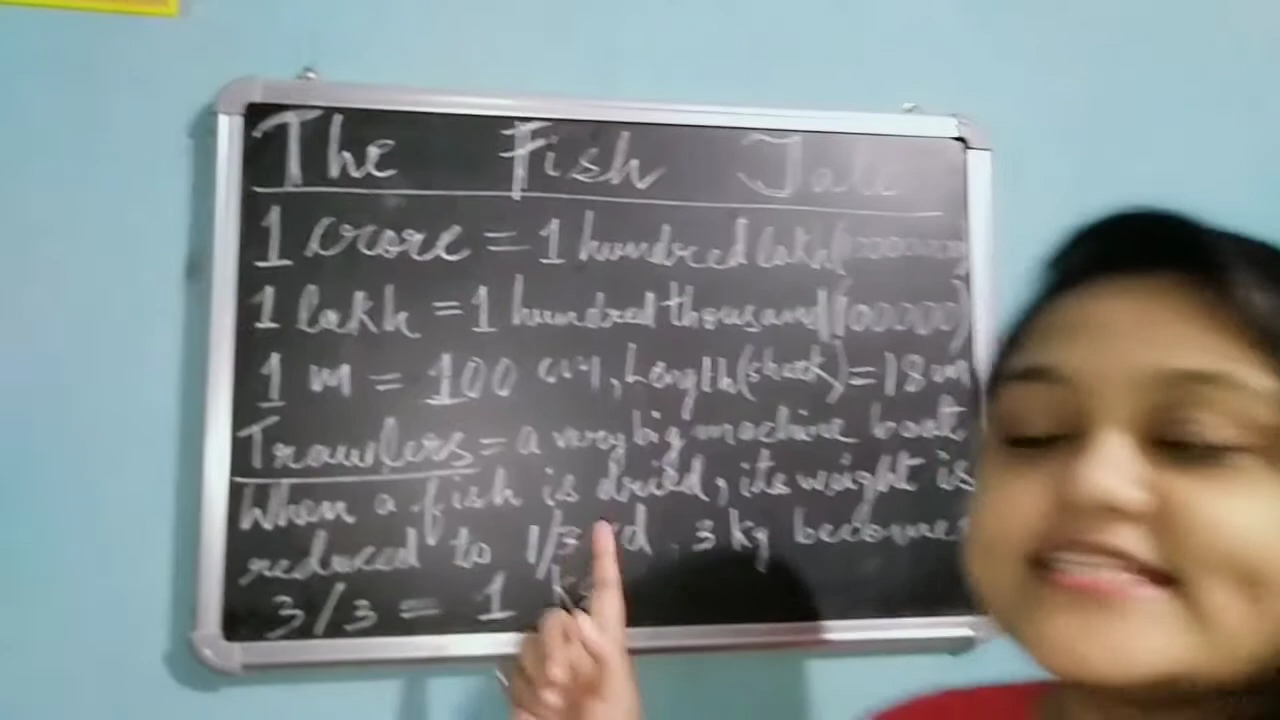 The Fish Tale
1 crore = 1 hundred lakh (10000000)
1 lakh = 1 hundred thousand (100000)
1 m = 100 cm, Length (shark) = 18 m
Trawlers = a very big machine boat
When a fish is dried, its weight is
reduced to 1/3 rd. 3 kg becomes
3/3 = 1 kg